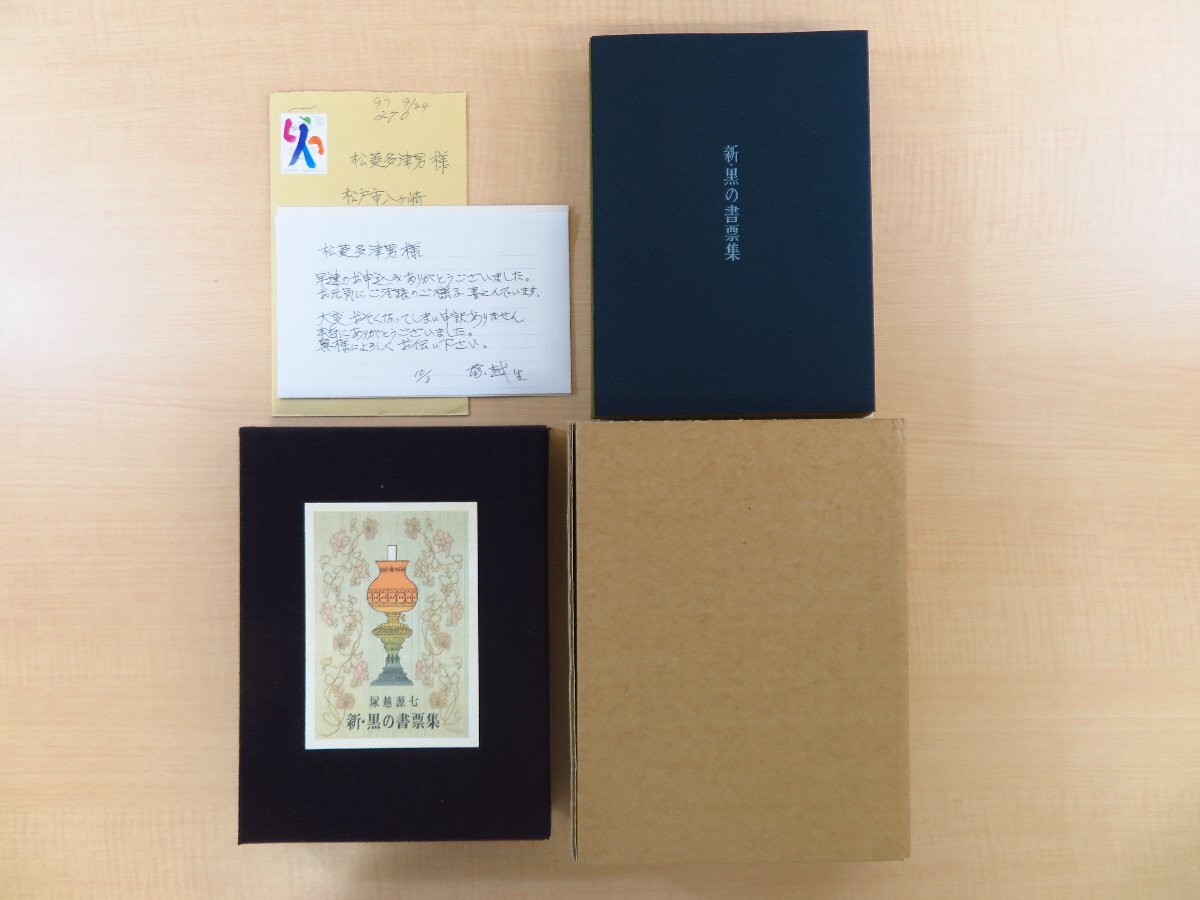 97 9/24
270
松菱多津男様
松戸市八ヶ崎
松菱多津男様
早速のお申込みありがとうございました。
お元気にご活躍のご様子喜こんでいます。
大変おそくなってしまい申訳ありません
本当にありがとうございました。
奥様によろしくお伝い下さい。
10/3 塚越生
新・黒の書票集
塚越源七
新・黒の書票集